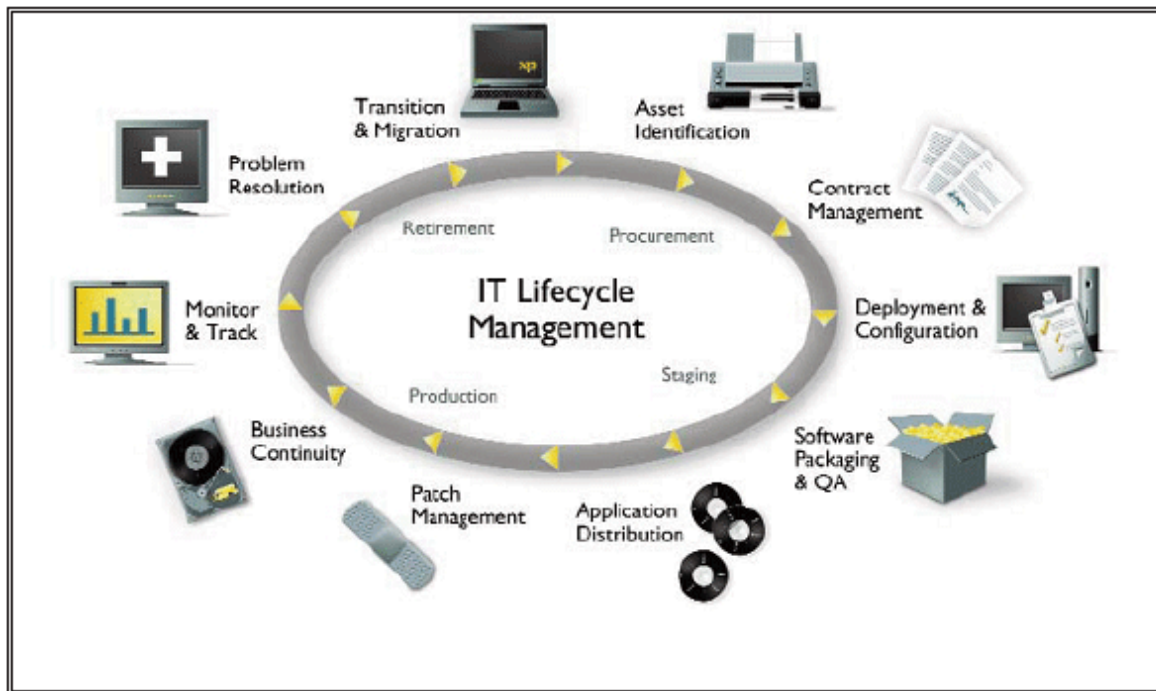 Transition
& Migration
xp
Asset
Identification
Problem
Resolution
Contract
Management
Retirement
Procurement
IT Lifecycle
Management
Monitor
& Track
Deployment &
Configuration
Production
Staging
Business
Continuity
Software
Packaging
& QA
Patch
Management
Application
Distribution